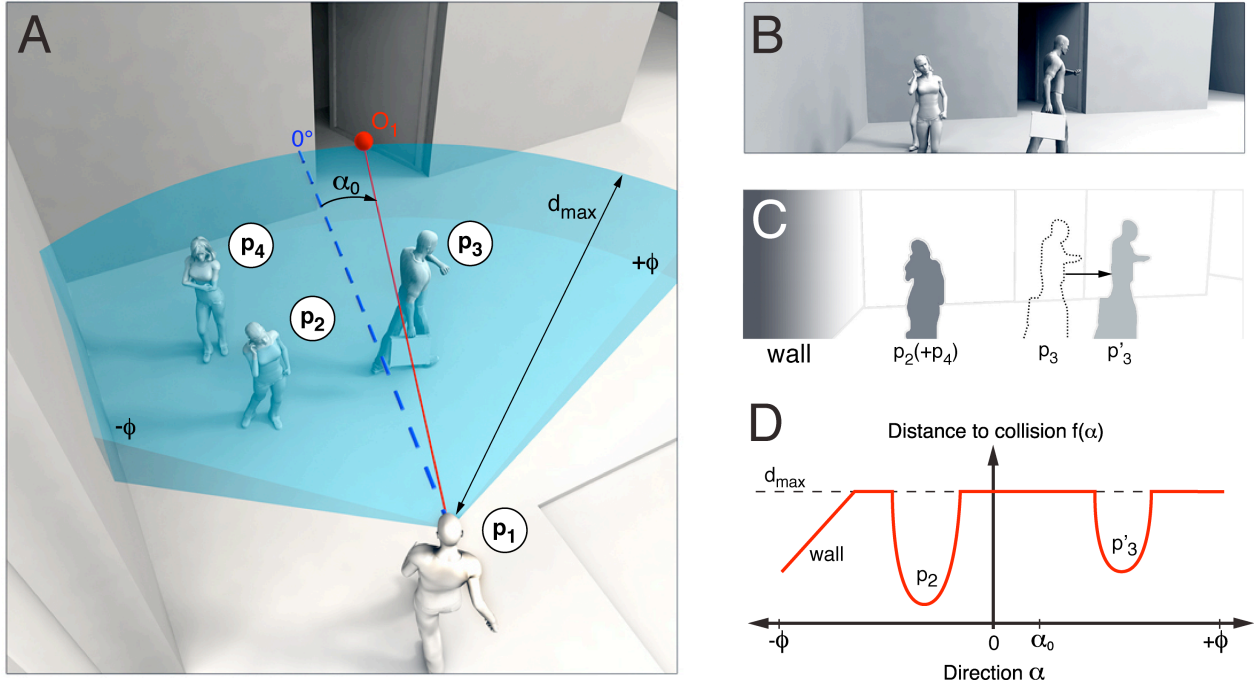 A
0°
O1
α0
dmax
p4
p3
+ϕ
p2
-ϕ
p1
B
C
wall
p2(+p4)
p3
p'3
D
Distance to collision f(α)
dmax
wall
p2
p'3
-ϕ
0
α0
+ϕ
Direction α